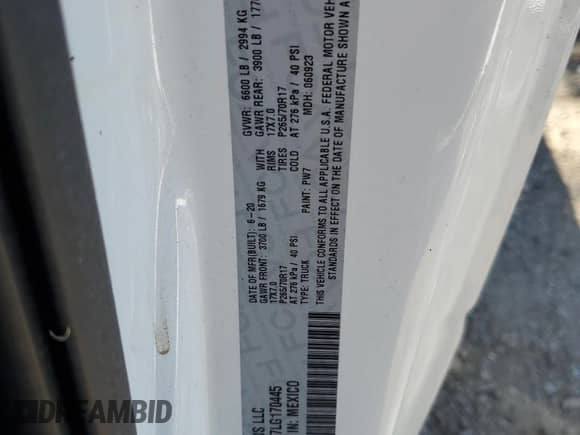 GVWR: 6600 LB / 2994 KG
DATE OF MFR(BUILT): 6-20
GAWR REAR: 3900 LB / 177
GAWR FRONT: 3700 LB / 1679 KG WITH
17X7.0 RIMS 17X7.0
P265/70R17 TIRES P265/70R17
AT 276 kPa / 40 PSI COLD AT 276 kPa / 40 PSI
TYPE: TRUCK PAINT: PW7 MDH: 060923
THIS VEHICLE CONFORMS TO ALL APPLICABLE U.S.A. FEDERAL MOTOR VEH
STANDARDS IN EFFECT ON THE DATE OF MANUFACTURE SHOWN A
US LLC
7LG170445
IN: MEXICO